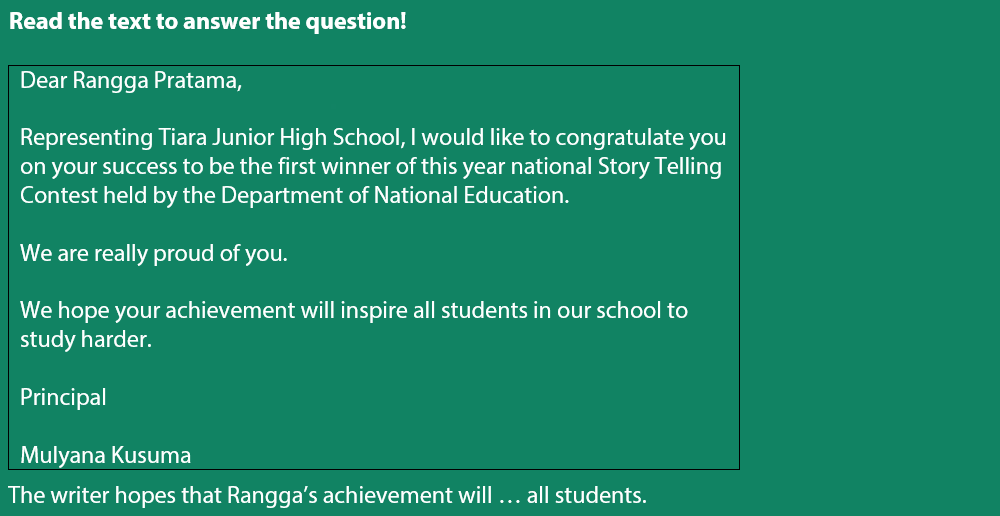 Read the text to answer the question!
Dear Rangga Pratama,
Representing Tiara Junior High School, I would like to congratulate you
on your success to be the first winner of this year national Story Telling
Contest held by the Department of National Education.
We are really proud of you.
We hope your achievement will inspire all students in our school to
study harder.
Principal
Mulyana Kusuma
The writer hopes that Rangga’s achievement will … all students.